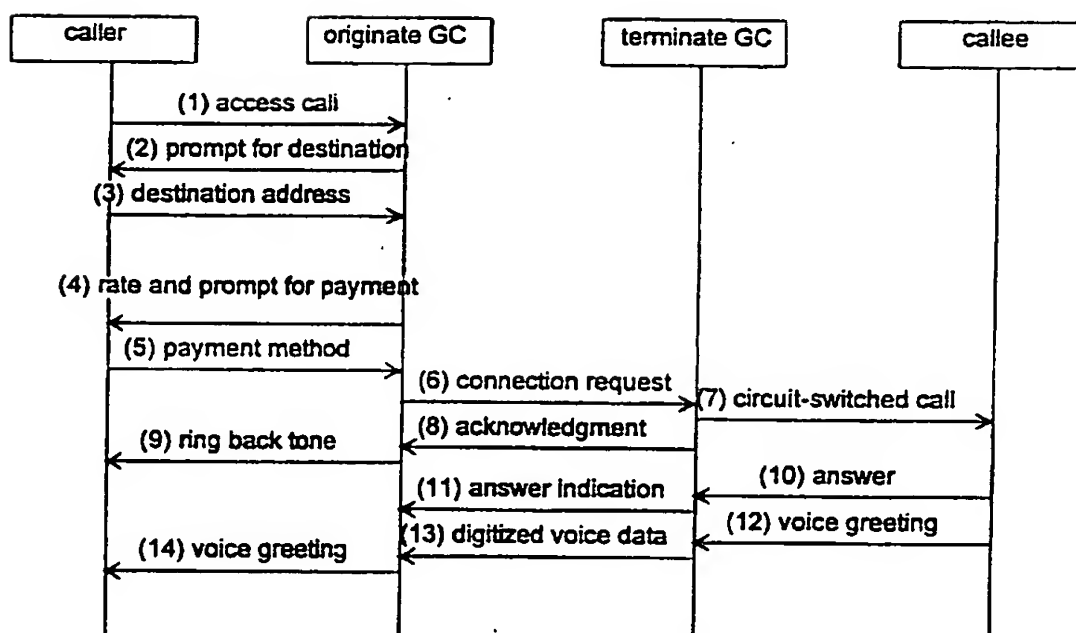 caller
originate GC
terminate GC
callee
(1) access call
(2) prompt for destination
(3) destination address
(4) rate and prompt for payment
(5) payment method
(6) connection request
(7) circuit-switched call
(8) acknowledgment
(9) ring back tone
(10) answer
(11) answer indication
(12) voice greeting
(13) digitized voice data
(14) voice greeting